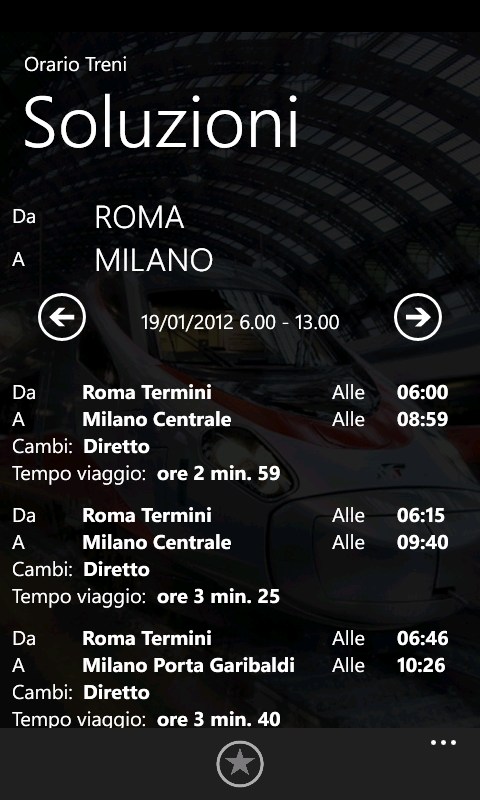 Orario Treni
Soluzioni
Da ROMA
A MILANO
19/01/2012 6.00 - 13.00
Da Roma Termini Alle 06:00
A Milano Centrale Alle 08:59
Cambi: Diretto
Tempo viaggio: ore 2 min. 59
Da Roma Termini Alle 06:15
A Milano Centrale Alle 09:40
Cambi: Diretto
Tempo viaggio: ore 3 min. 25
Da Roma Termini Alle 06:46
A Milano Porta Garibaldi Alle 10:26
Cambi: Diretto
Tempo viaggio: ore 3 min. 40